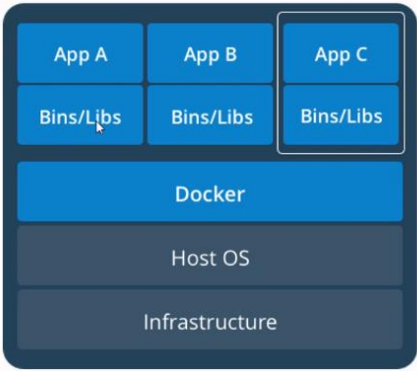 App A App B App C
Bins/Libs Bins/Libs Bins/Libs
Docker
Host OS
Infrastructure